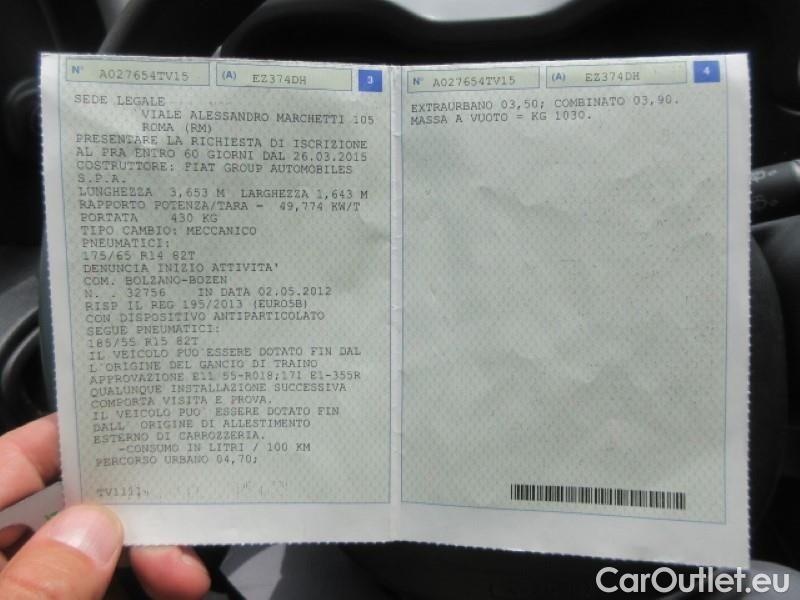 N° A027654TV15 (A) EZ374DH 3
SEDE LEGALE
VIALE ALESSANDRO MARCHETTI 105
ROMA (RM)
PRESENTARE LA RICHIESTA DI ISCRIZIONE
AL PRA ENTRO 60 GIORNI DAL 26.03.2015
COSTRUTTORE: FIAT GROUP AUTOMOBILES
S.P.A.
LUNGHEZZA 3,653 M LARGHEZZA 1,643 M
RAPPORTO POTENZA/TARA = 49,774 KW/T
PORTATA 430 KG
TIPO CAMBIO: MECCANICO
PNEUMATICI:
175/65 R14 82T
DENUNCIA INIZIO ATTIVITA'
COM. BOLZANO-BOZEN
N. . 32756 IN DATA 02.05.2012
RISP IL REG 195/2013 (EURO5B)
CON DISPOSITIVO ANTIPARTICOLATO
SEGUE PNEUMATICI:
185/55 R15 82T
IL VEICOLO PUO'ESSERE DOTATO FIN DAL
L'ORIGINE DEL GANCIO DI TRAINO
APPROVAZIONE E11 55-R018;171 E1-355R
QUALUNQUE INSTALLAZIONE SUCCESSIVA
COMPORTA VISITA E PROVA.
IL VEICOLO PUO' ESSERE DOTATO FIN
DALL' ORIGINE DI ALLESTIMENTO
ESTERNO DI CARROZZERIA.
-CONSUMO IN LITRI / 100 KM
PERCORSO URBANO 04,70;
N° A027654TV15 (A) EZ374DH 4
EXTRAURBANO 03,50; COMBINATO 03,90.
MASSA A VUOTO = KG 1030.
CarOutlet.eu